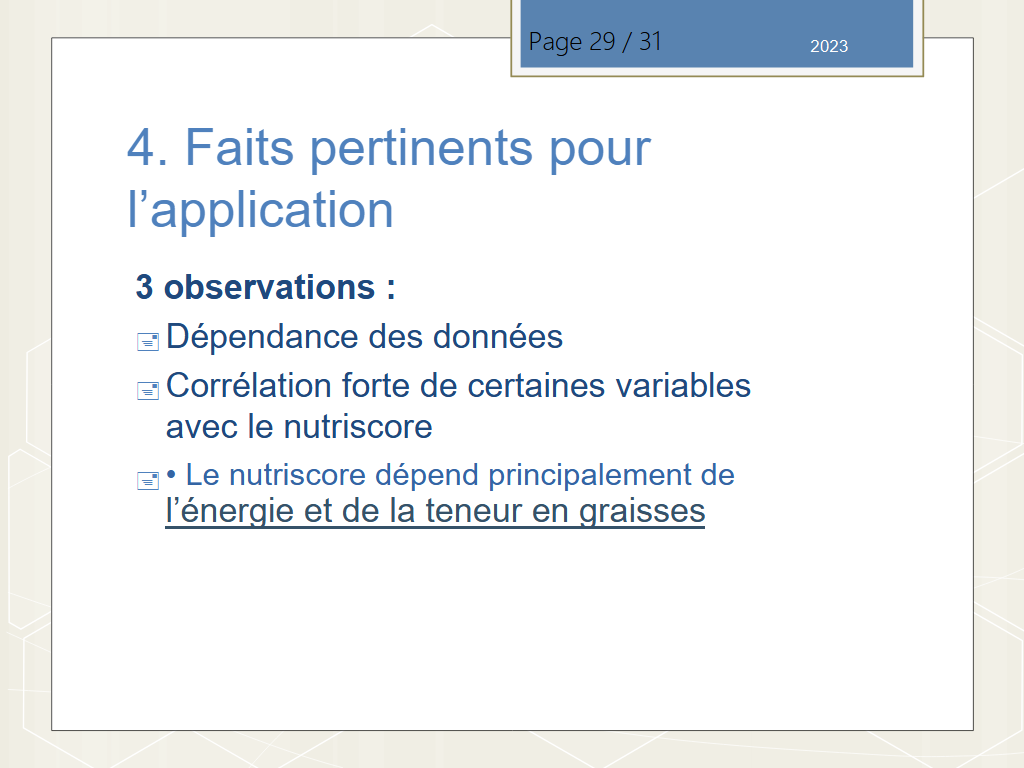 Page 29 / 31
2023
4. Faits pertinents pour
l’application
3 observations :
Dépendance des données
Corrélation forte de certaines variables
avec le nutriscore
• Le nutriscore dépend principalement de
l’énergie et de la teneur en graisses